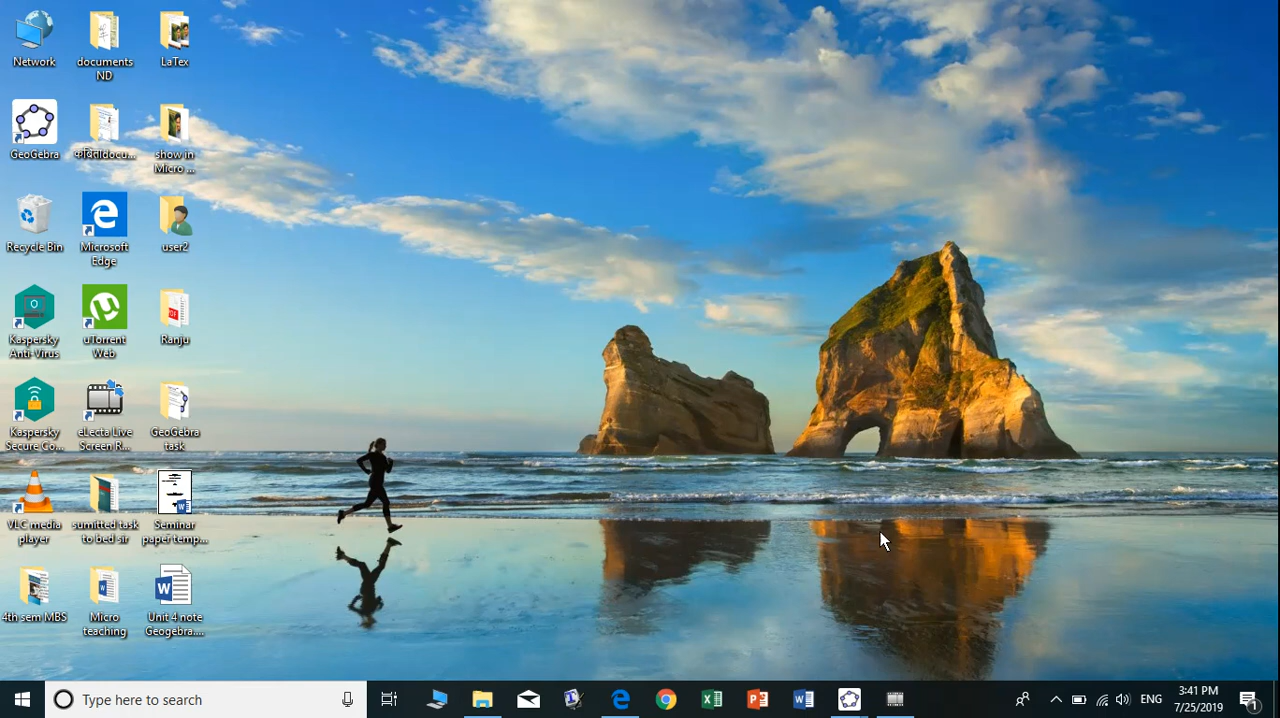 Network
documents
ND
LaTex
GeoGebra
show in
Micro ...
Recycle Bin
Microsoft
Edge
user2
Kaspersky
Anti-Virus
uTorrent
Web
Ranju
Kaspersky
Secure Co...
eLecta Live
Screen R...
GeoGebra
task
VLC media
player
sumitted task
to bed sir
Seminar
paper temp...
4th sem MBS
Micro
teaching
Unit 4 note
Geogebra....
Type here to search
ENG
3:41 PM
7/25/2019
1